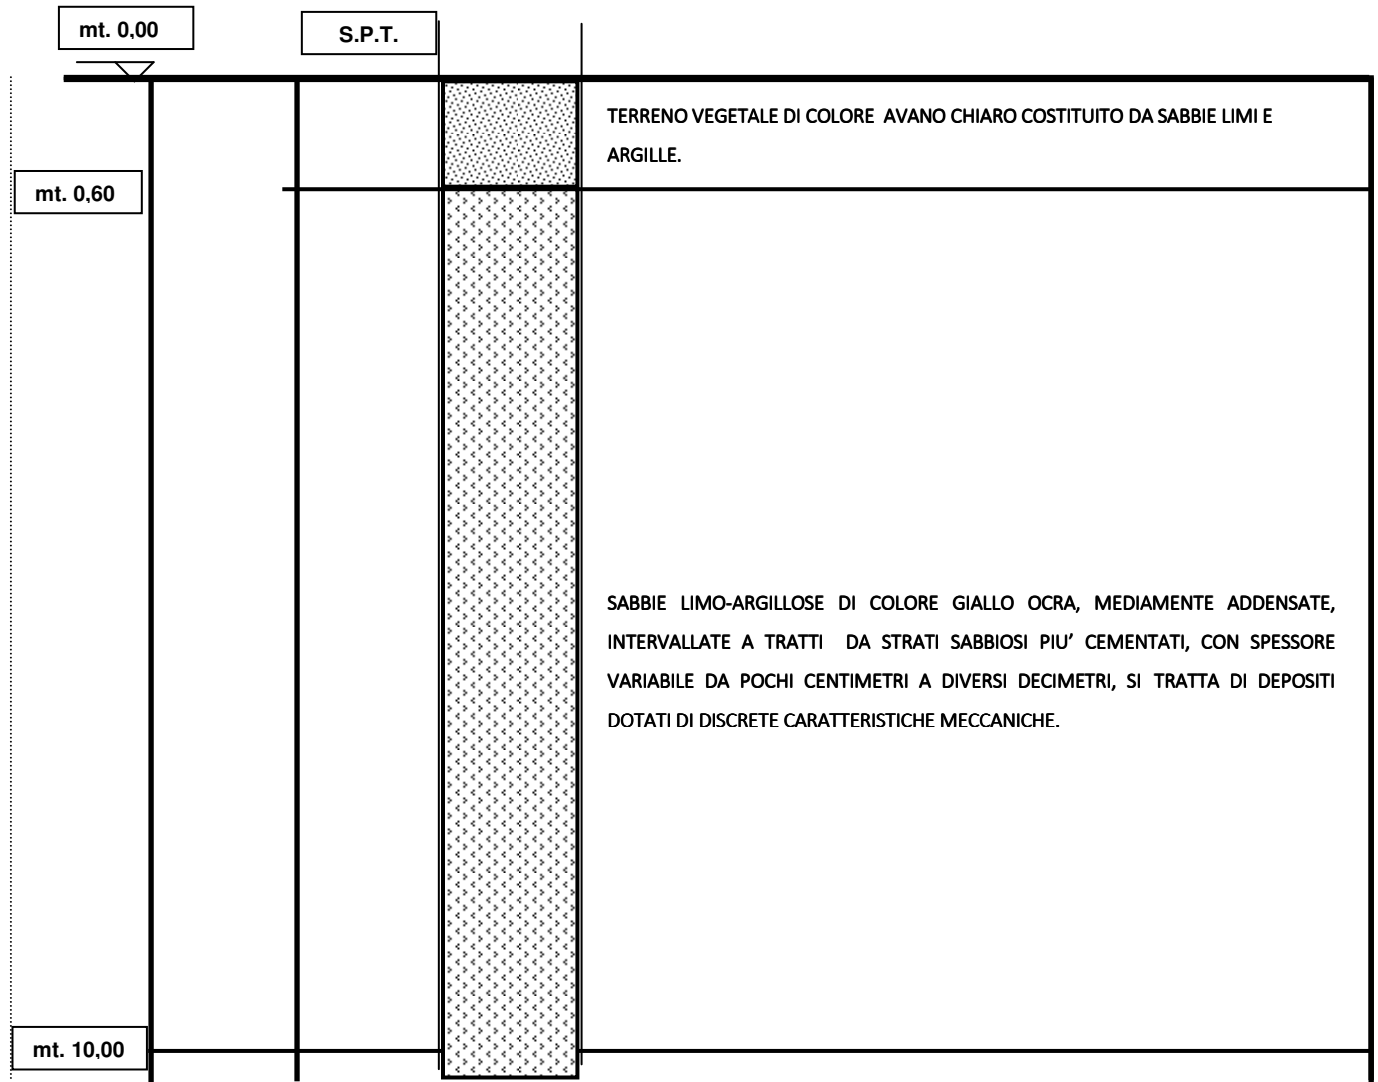 mt. 0,00
S.P.T.
TERRENO VEGETALE DI COLORE AVANO CHIARO COSTITUITO DA SABBIE LIMI E
ARGILLE.
mt. 0,60
SABBIE LIMO-ARGILLOSE DI COLORE GIALLO OCRA, MEDIAMENTE ADDENSATE,
INTERVALLATE A TRATTI DA STRATI SABBIOSI PIU’ CEMENTATI, CON SPESSORE
VARIABILE DA POCHI CENTIMETRI A DIVERSI DECIMETRI, SI TRATTA DI DEPOSITI
DOTATI DI DISCRETE CARATTERISTICHE MECCANICHE.
mt. 10,00